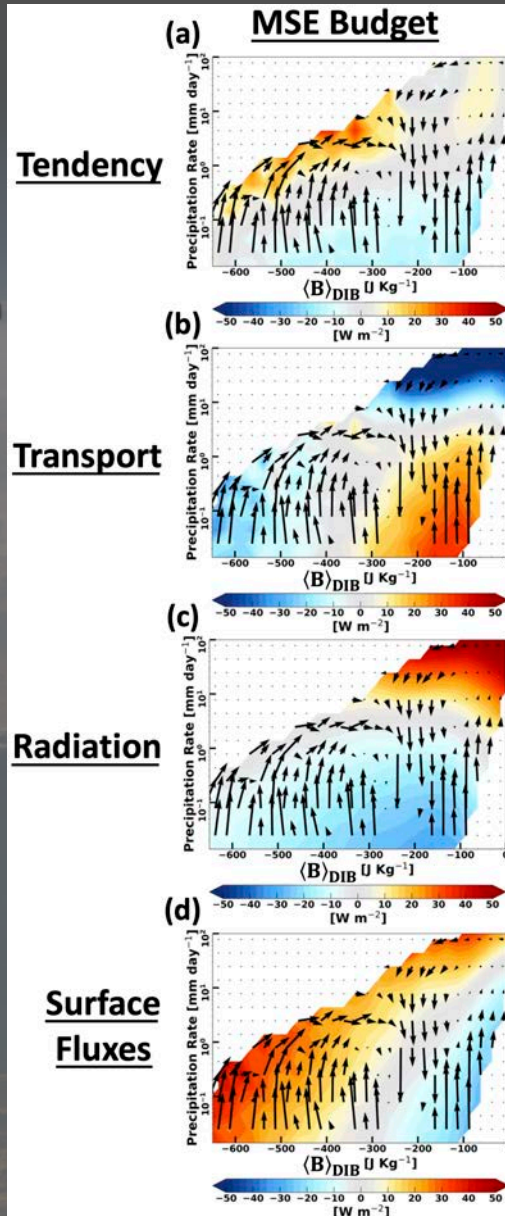 MSE Budget
(a)
Tendency
Precipitation Rate [mm day⁻¹]
10² 10¹ 10⁰ 10⁻¹
−600 −500 −400 −300 −200 −100
⟨B⟩DIB [J Kg⁻¹]
−50 −40 −30 −20 −10 0 10 20 30 40 50
[W m⁻²]
(b)
Transport
Precipitation Rate [mm day⁻¹]
10² 10¹ 10⁰ 10⁻¹
−600 −500 −400 −300 −200 −100 0
⟨B⟩DIB [J Kg⁻¹]
−50 −40 −30 −20 −10 0 10 20 30 40 50
[W m⁻²]
(c)
Radiation
Precipitation Rate [mm day⁻¹]
10² 10¹ 10⁰ 10⁻¹
−600 −500 −400 −300 −200 −100 0
⟨B⟩DIB [J Kg⁻¹]
−50 −40 −30 −20 −10 0 10 20 30 40 50
[W m⁻²]
(d)
Surface
Fluxes
Precipitation Rate [mm day⁻¹]
10² 10¹ 10⁰ 10⁻¹
−600 −500 −400 −300 −200 −100 0
⟨B⟩DIB [J Kg⁻¹]
−50 −40 −30 −20 −10 0 10 20 30 40 50
[W m⁻²]